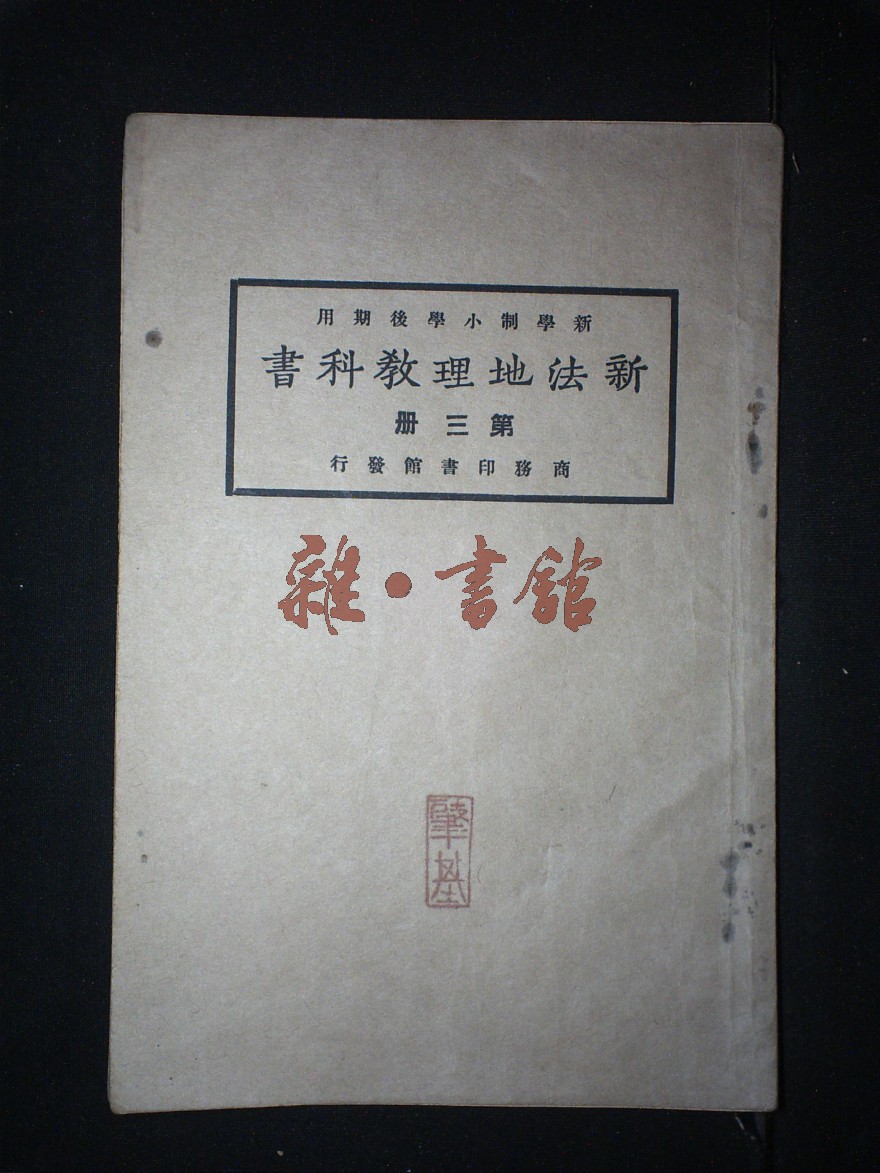 新學制小學後期用
新法地理教科書
第三册
商務印書館發行
雜·書館
肇基